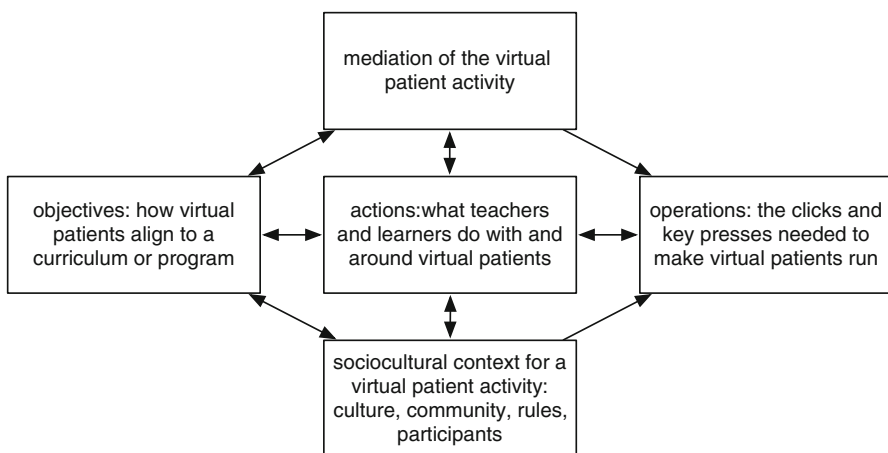 mediation of the virtual
patient activity
objectives: how virtual
patients align to a
curriculum or program
actions:what teachers
and learners do with and
around virtual patients
operations: the clicks and
key presses needed to
make virtual patients run
sociocultural context for a
virtual patient activity:
culture, community, rules,
participants